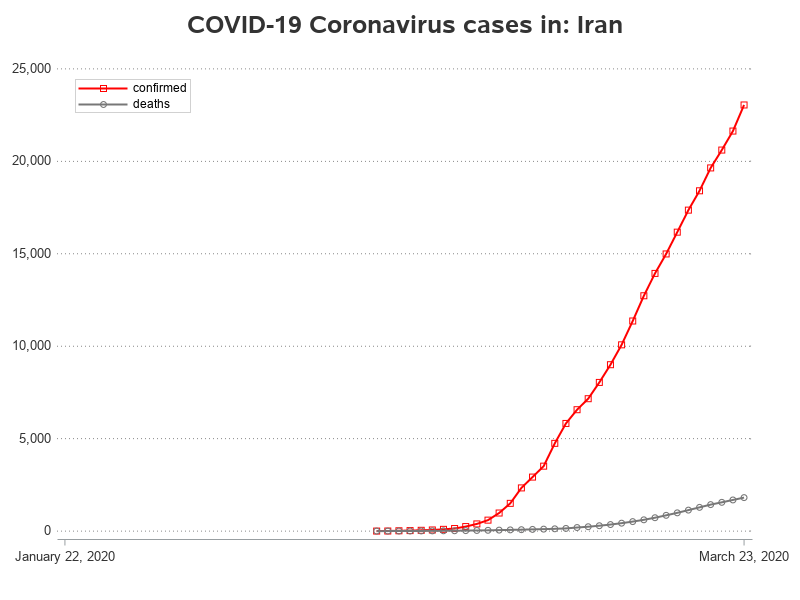 COVID-19 Coronavirus cases in: Iran
25,000
confirmed
deaths
20,000
15,000
10,000
5,000
0
January 22, 2020
March 23, 2020